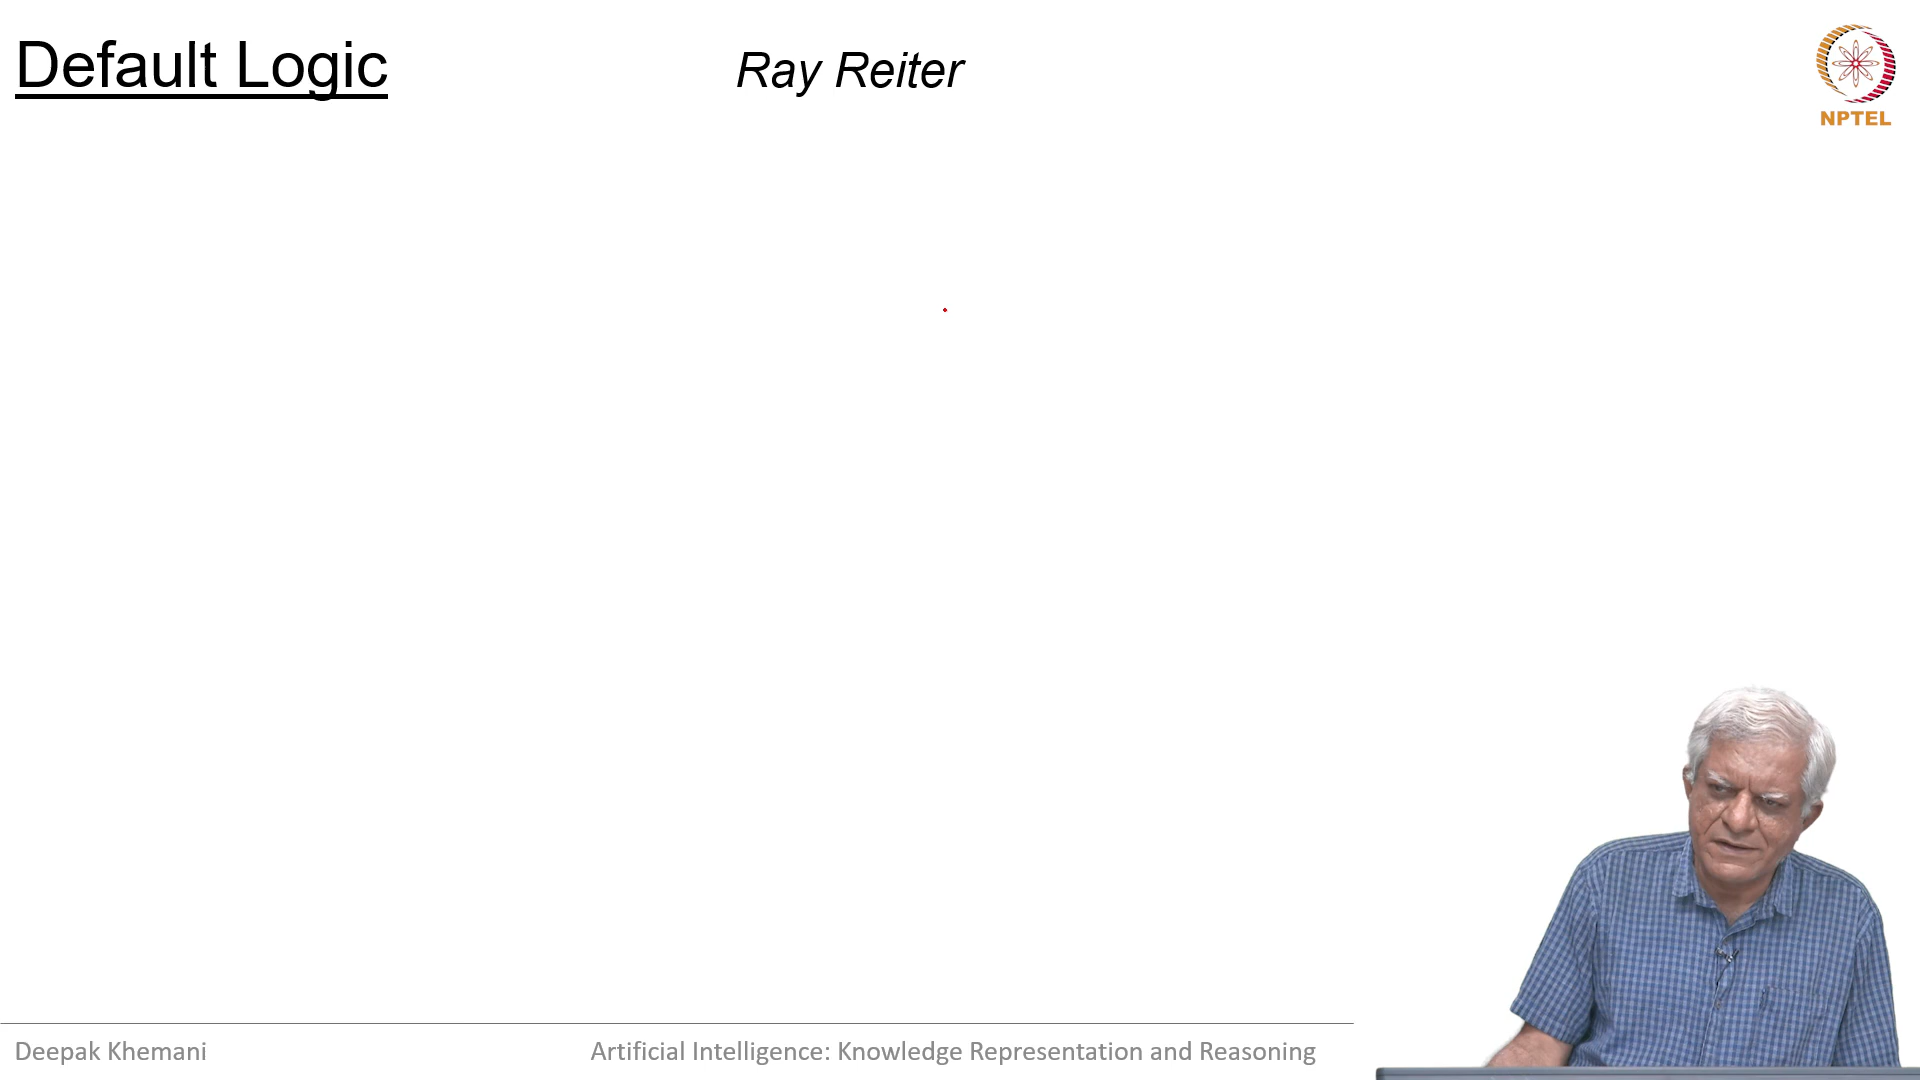 Default Logic
Ray Reiter
NPTEL
Deepak Khemani
Artificial Intelligence: Knowledge Representation and Reasoning